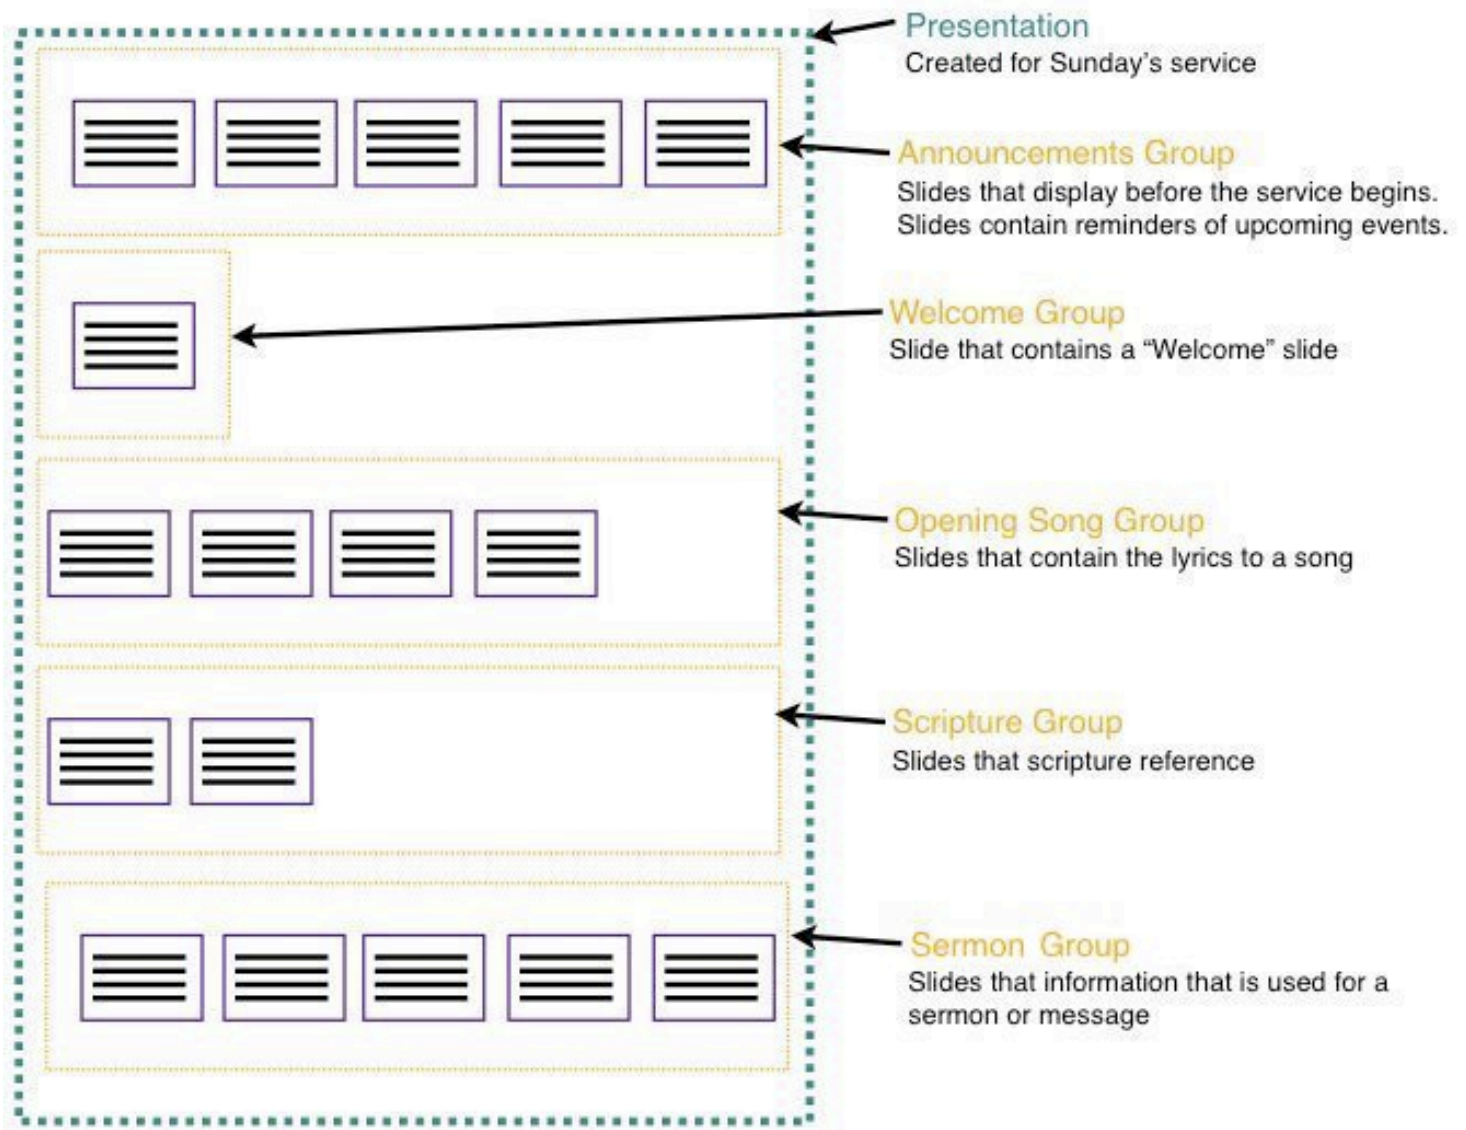 Presentation
Created for Sunday’s service
Announcements Group
Slides that display before the service begins.
Slides contain reminders of upcoming events.
Welcome Group
Slide that contains a “Welcome” slide
Opening Song Group
Slides that contain the lyrics to a song
Scripture Group
Slides that scripture reference
Sermon Group
Slides that information that is used for a
sermon or message